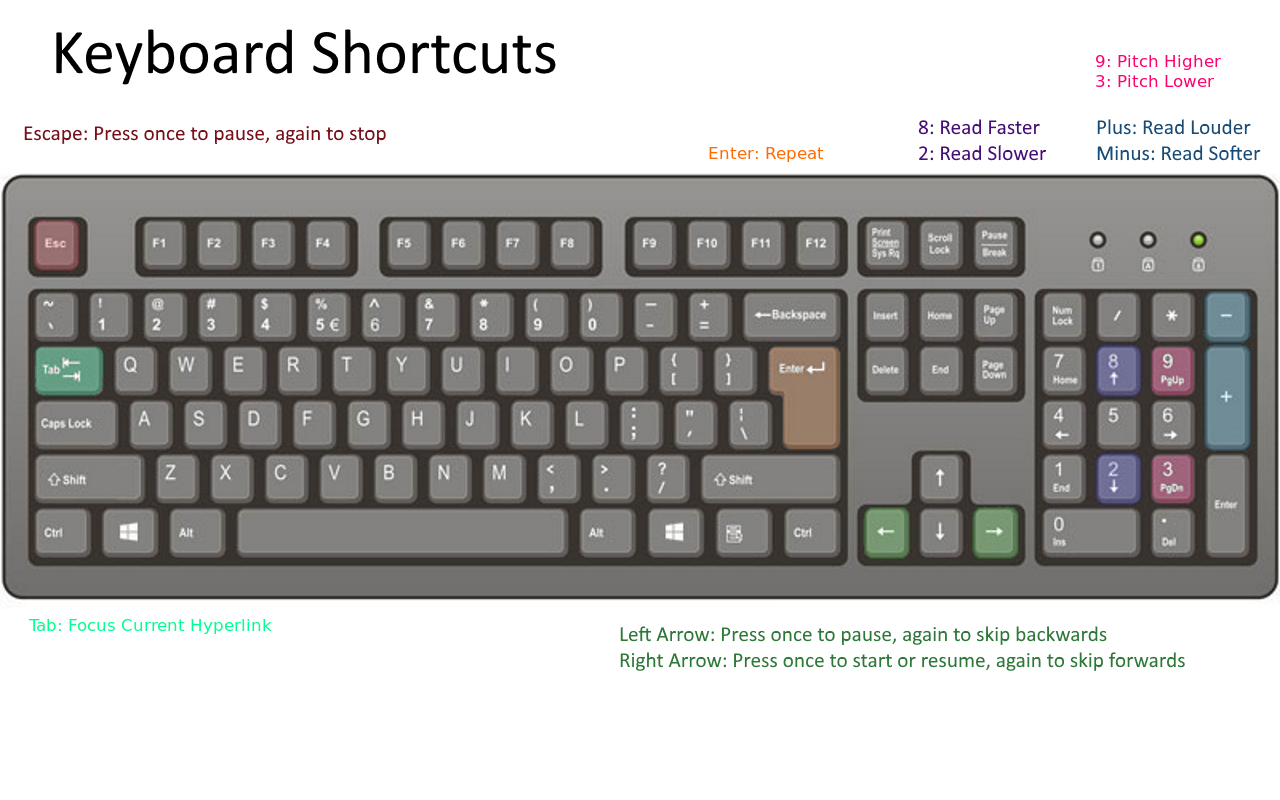 Keyboard Shortcuts
9: Pitch Higher
3: Pitch Lower
Escape: Press once to pause, again to stop
8: Read Faster
2: Read Slower
Plus: Read Louder
Minus: Read Softer
Enter: Repeat
Esc
F1 F2 F3 F4 F5 F6 F7 F8 F9 F10 F11 F12
Print
Screen
Sys Rq
Scroll
Lock
Pause
Break
1 A
~ ! @ # $ % ^ & * ( ) — +
` 1 2 3 4 5 € 6 7 8 9 0 - =
←Backspace
Insert Home Page
Up
Num
Lock
/ * −
Tab Q W E R T Y U I O P { }
[ ]
Enter
Delete End Page
Down
7 8 9
Home ↑ PgUp
+
Caps Lock A S D F G H J K L : " ¦
; ' \
4 5 6
← →
⇧ Shift Z X C V B N M < > ?
, . /
⇧ Shift
↑
1 2 3
End ↓ PgDn
Enter
Ctrl Alt Alt Ctrl
← ↓ →
0 .
Ins Del
Tab: Focus Current Hyperlink
Left Arrow: Press once to pause, again to skip backwards
Right Arrow: Press once to start or resume, again to skip forwards